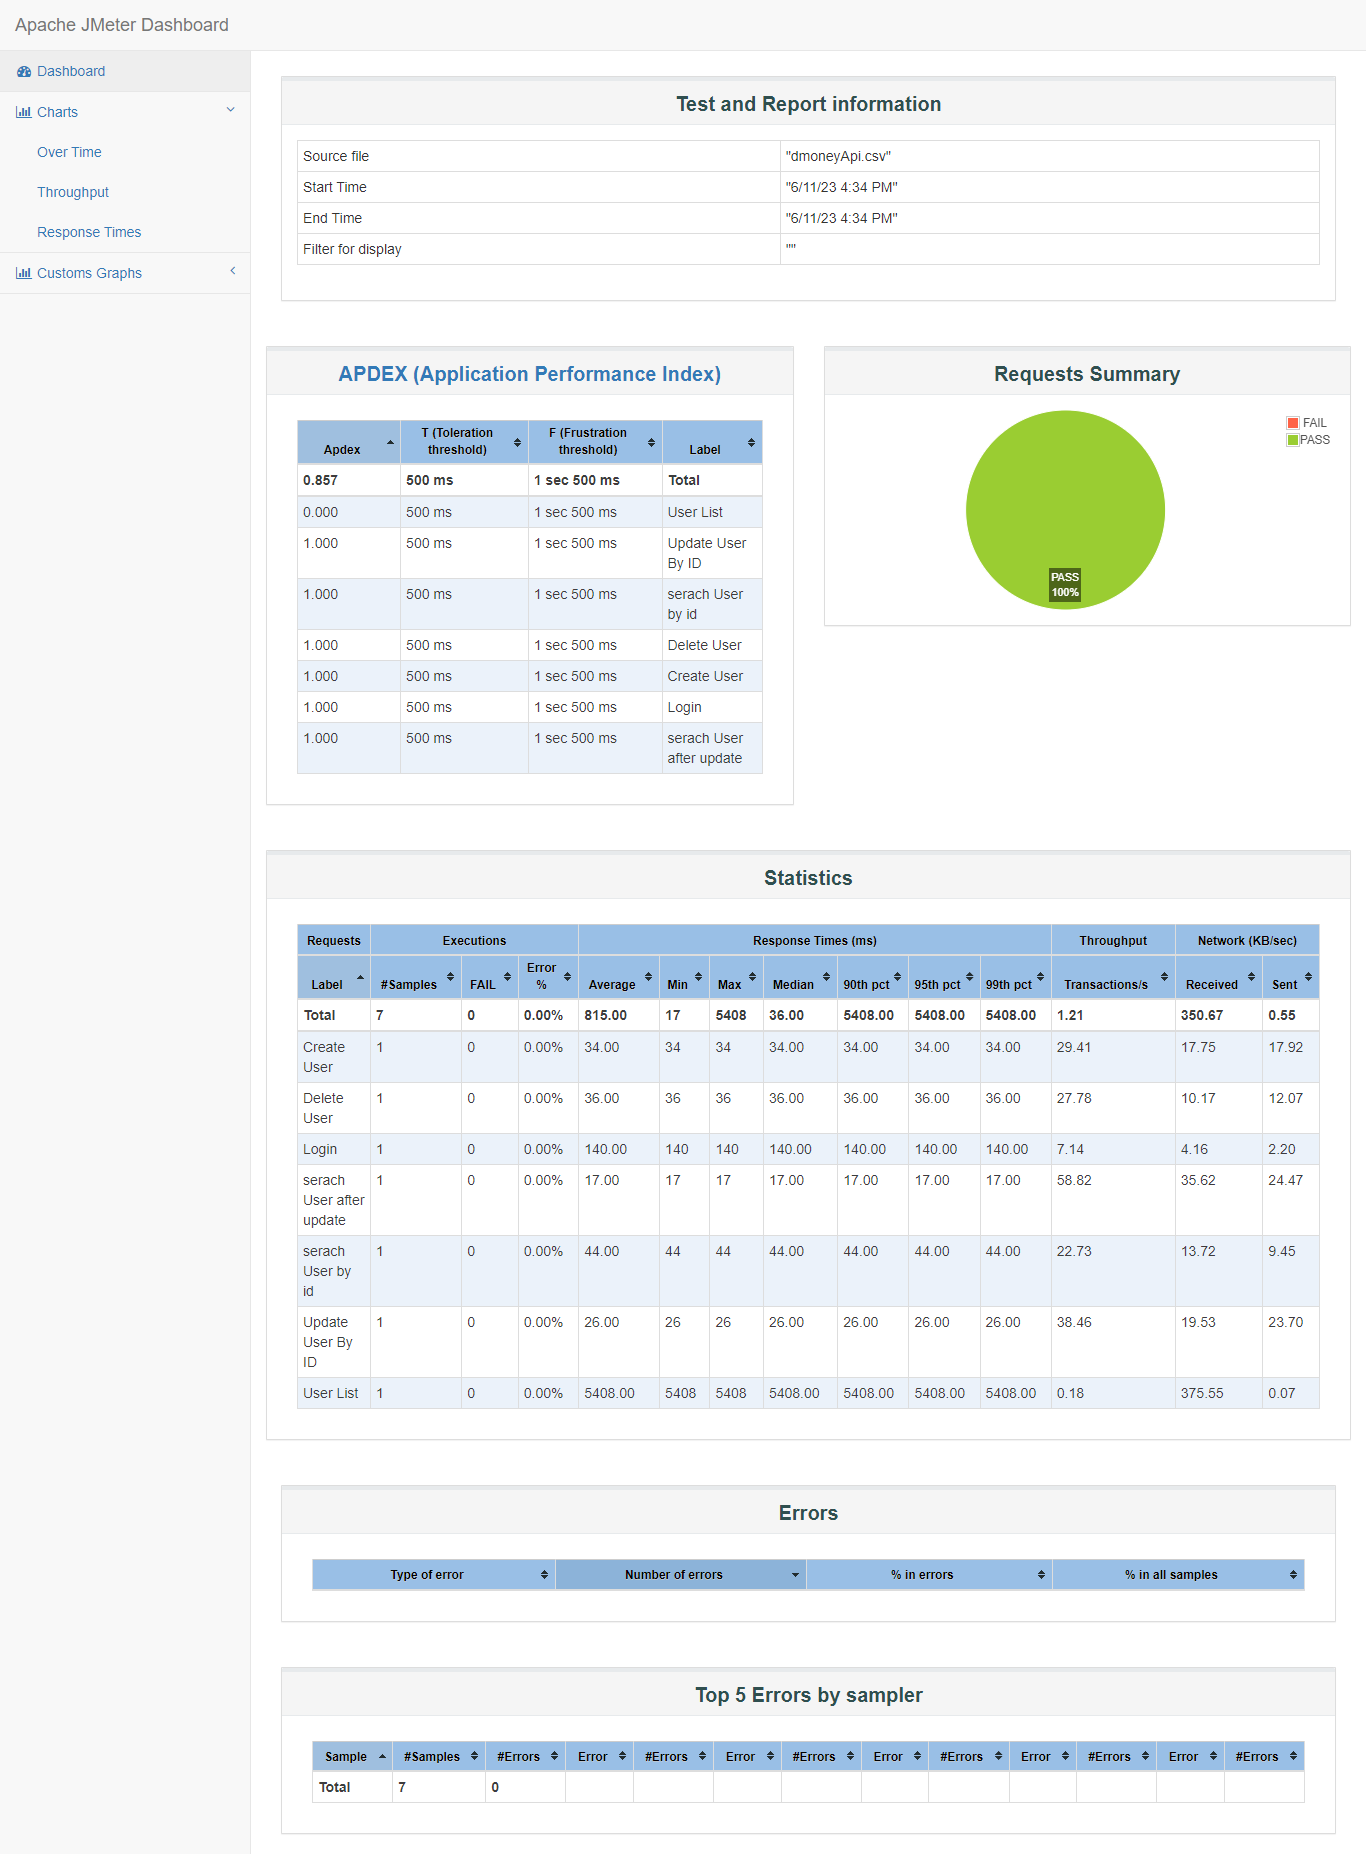 Apache JMeter Dashboard
Dashboard
Charts
Over Time
Throughput
Response Times
Customs Graphs
Test and Report information
Source file "dmoneyApi.csv"
Start Time "6/11/23 4:34 PM"
End Time "6/11/23 4:34 PM"
Filter for display ""
APDEX (Application Performance Index)
Apdex T (Toleration threshold) F (Frustration threshold) Label
0.857 500 ms 1 sec 500 ms Total
0.000 500 ms 1 sec 500 ms User List
1.000 500 ms 1 sec 500 ms Update User
By ID
1.000 500 ms 1 sec 500 ms serach User
by id
1.000 500 ms 1 sec 500 ms Delete User
1.000 500 ms 1 sec 500 ms Create User
1.000 500 ms 1 sec 500 ms Login
1.000 500 ms 1 sec 500 ms serach User
after update
Requests Summary
FAIL
PASS
PASS
100%
Statistics
Requests Executions Response Times (ms) Throughput Network (KB/sec)
Label #Samples FAIL Error % Average Min Max Median 90th pct 95th pct 99th pct Transactions/s Received Sent
Total 7 0 0.00% 815.00 17 5408 36.00 5408.00 5408.00 5408.00 1.21 350.67 0.55
Create
User 1 0 0.00% 34.00 34 34 34.00 34.00 34.00 34.00 29.41 17.75 17.92
Delete
User 1 0 0.00% 36.00 36 36 36.00 36.00 36.00 36.00 27.78 10.17 12.07
Login 1 0 0.00% 140.00 140 140 140.00 140.00 140.00 140.00 7.14 4.16 2.20
serach
User after
update 1 0 0.00% 17.00 17 17 17.00 17.00 17.00 17.00 58.82 35.62 24.47
serach
User by
id 1 0 0.00% 44.00 44 44 44.00 44.00 44.00 44.00 22.73 13.72 9.45
Update
User By
ID 1 0 0.00% 26.00 26 26 26.00 26.00 26.00 26.00 38.46 19.53 23.70
User List 1 0 0.00% 5408.00 5408 5408 5408.00 5408.00 5408.00 5408.00 0.18 375.55 0.07
Errors
Type of error Number of errors % in errors % in all samples
Top 5 Errors by sampler
Sample #Samples #Errors Error #Errors Error #Errors Error #Errors Error #Errors Error #Errors
Total 7 0